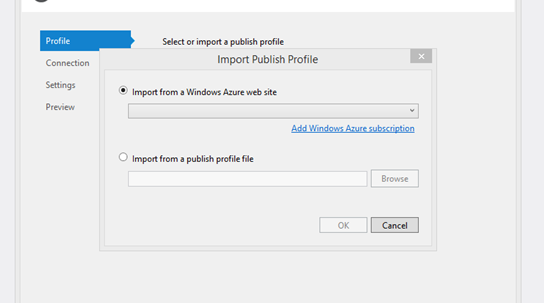 Profile
Select or import a publish profile
Import Publish Profile
Connection
Settings
Preview
Import from a Windows Azure web site
Add Windows Azure subscription
Import from a publish profile file
Browse
OK
Cancel